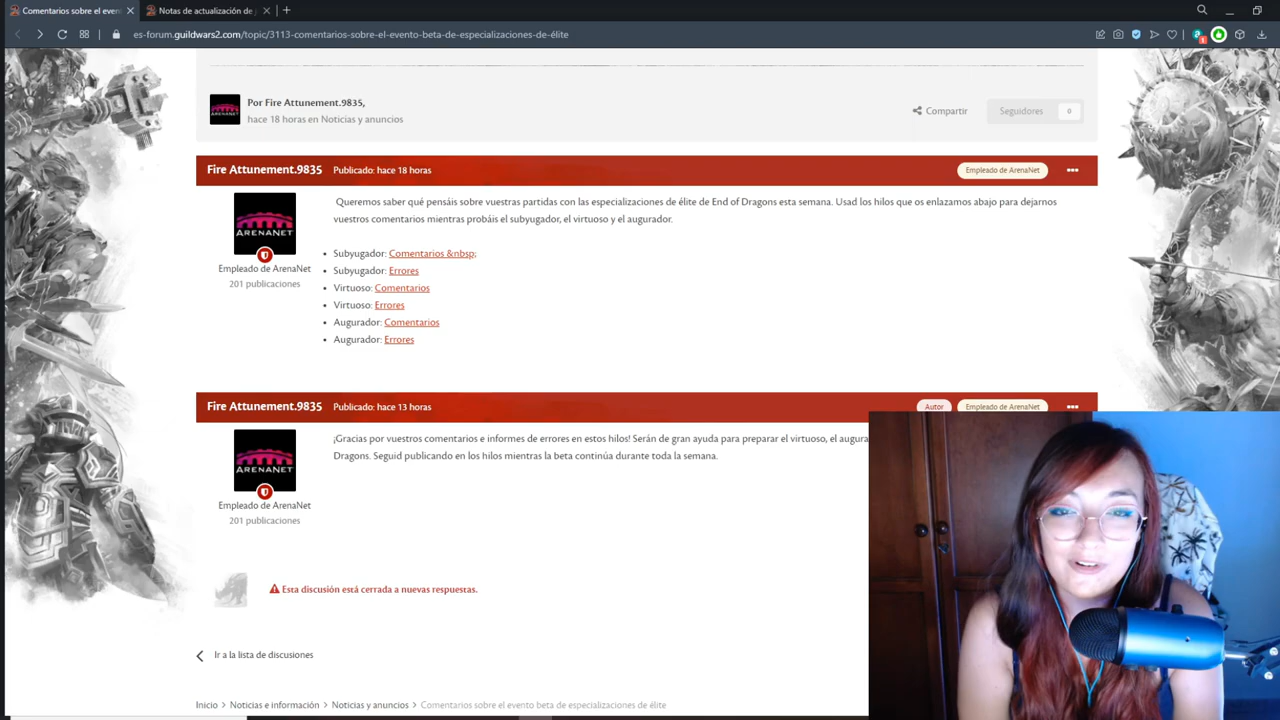 Comentarios sobre el even
Notas de actualización de j
es-forum.guildwars2.com/topic/3113-comentarios-sobre-el-evento-beta-de-especializaciones-de-élite
1
ARENANET
Por Fire Attunement.9835,
hace 18 horas en Noticias y anuncios
Compartir
Seguidores
0
Fire Attunement.9835 Publicado: hace 18 horas
Empleado de ArenaNet
ARENANET
Empleado de ArenaNet
201 publicaciones
Queremos saber qué pensáis sobre vuestras partidas con las especializaciones de élite de End of Dragons esta semana. Usad los hilos que os enlazamos abajo para dejarnos
vuestros comentarios mientras probáis el subyugador, el virtuoso y el augurador.
Subyugador: Comentarios &nbsp;
Subyugador: Errores
Virtuoso: Comentarios
Virtuoso: Errores
Augurador: Comentarios
Augurador: Errores
Fire Attunement.9835 Publicado: hace 13 horas
Autor
Empleado de ArenaNet
ARENANET
Empleado de ArenaNet
201 publicaciones
¡Gracias por vuestros comentarios e informes de errores en estos hilos! Serán de gran ayuda para preparar el virtuoso, el augura
Dragons. Seguid publicando en los hilos mientras la beta continúa durante toda la semana.
Esta discusión está cerrada a nuevas respuestas.
Ir a la lista de discusiones
Inicio > Noticias e información > Noticias y anuncios > Comentarios sobre el evento beta de especializaciones de élite